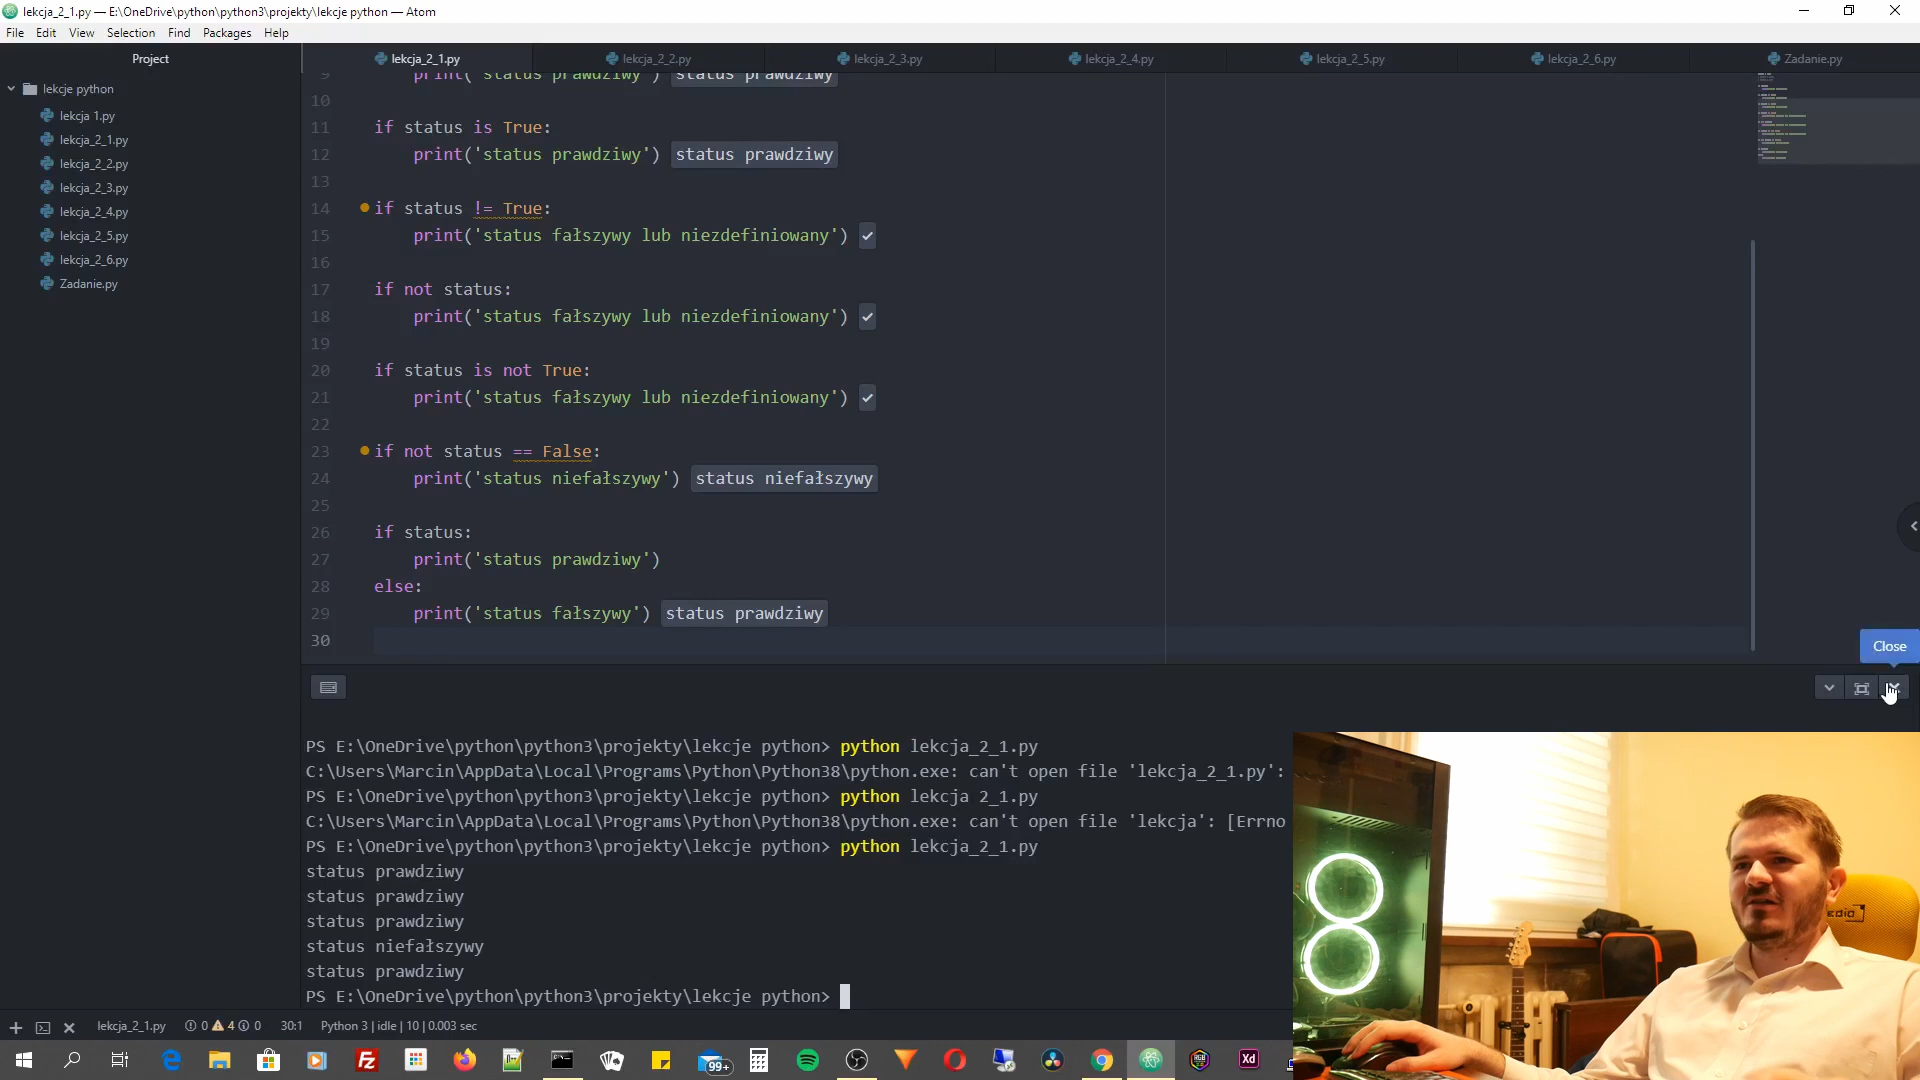 lekcja_2_1.py — E:\OneDrive\python\python3\projekty\lekcje python — Atom
File Edit View Selection Find Packages Help
Project
lekcja_2_1.py lekcja_2_2.py lekcja_2_3.py lekcja_2_4.py lekcja_2_5.py lekcja_2_6.py Zadanie.py
lekcje python
lekcja 1.py
lekcja_2_1.py
lekcja_2_2.py
lekcja_2_3.py
lekcja_2_4.py
lekcja_2_5.py
lekcja_2_6.py
Zadanie.py
9 print('status prawdziwy') status prawdziwy
10
11 if status is True:
12 print('status prawdziwy') status prawdziwy
13
14 if status != True:
15 print('status fałszywy lub niezdefiniowany') ✓
16
17 if not status:
18 print('status fałszywy lub niezdefiniowany') ✓
19
20 if status is not True:
21 print('status fałszywy lub niezdefiniowany') ✓
22
23 if not status == False:
24 print('status niefałszywy') status niefałszywy
25
26 if status:
27 print('status prawdziwy')
28 else:
29 print('status fałszywy') status prawdziwy
30
Close
PS E:\OneDrive\python\python3\projekty\lekcje python> python lekcja_2_1.py
C:\Users\Marcin\AppData\Local\Programs\Python\Python38\python.exe: can't open file 'lekcja_2_1.py':
PS E:\OneDrive\python\python3\projekty\lekcje python> python lekcja 2_1.py
C:\Users\Marcin\AppData\Local\Programs\Python\Python38\python.exe: can't open file 'lekcja': [Errno
PS E:\OneDrive\python\python3\projekty\lekcje python> python lekcja_2_1.py
status prawdziwy
status prawdziwy
status prawdziwy
status niefałszywy
status prawdziwy
PS E:\OneDrive\python\python3\projekty\lekcje python>
lekcja_2_1.py 0 4 0 30:1 Python 3 | idle | 10 | 0.003 sec
Fz 99+ RGB Xd